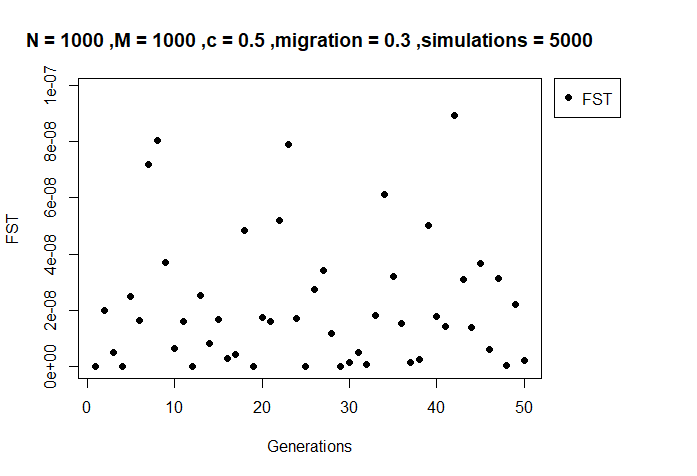 N = 1000 ,M = 1000 ,c = 0.5 ,migration = 0.3 ,simulations = 5000
FST
FST
1e-07
8e-08
6e-08
4e-08
2e-08
0e+00
0 10 20 30 40 50
Generations